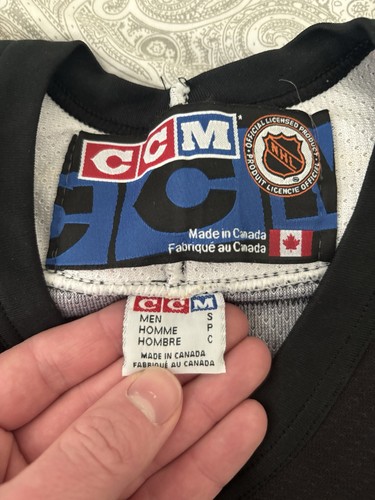 CCM
OFFICIAL LICENSED PRODUCT
NHL
PRODUIT LICENCIÉ OFFICIEL
C
Made in Canada
Fabriqué au Canada
CCM
MEN S
HOMME P
HOMBRE C
MADE IN CANADA
FABRIQUÉ AU CANADA